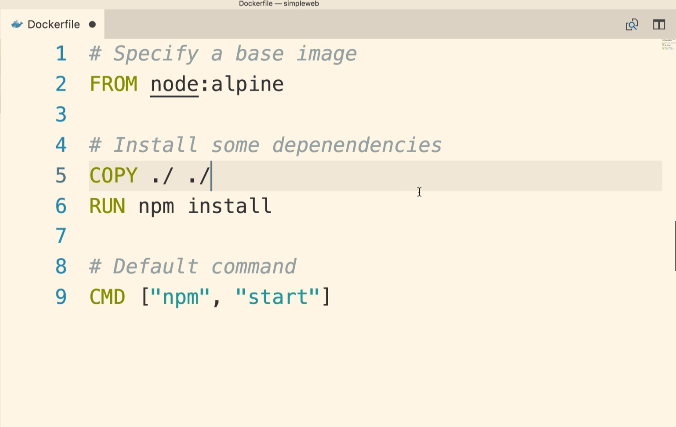 Dockerfile — simpleweb
Dockerfile
1 # Specify a base image
2 FROM node:alpine
3
4 # Install some depenendencies
5 COPY ./ ./
6 RUN npm install
7
8 # Default command
9 CMD ["npm", "start"]